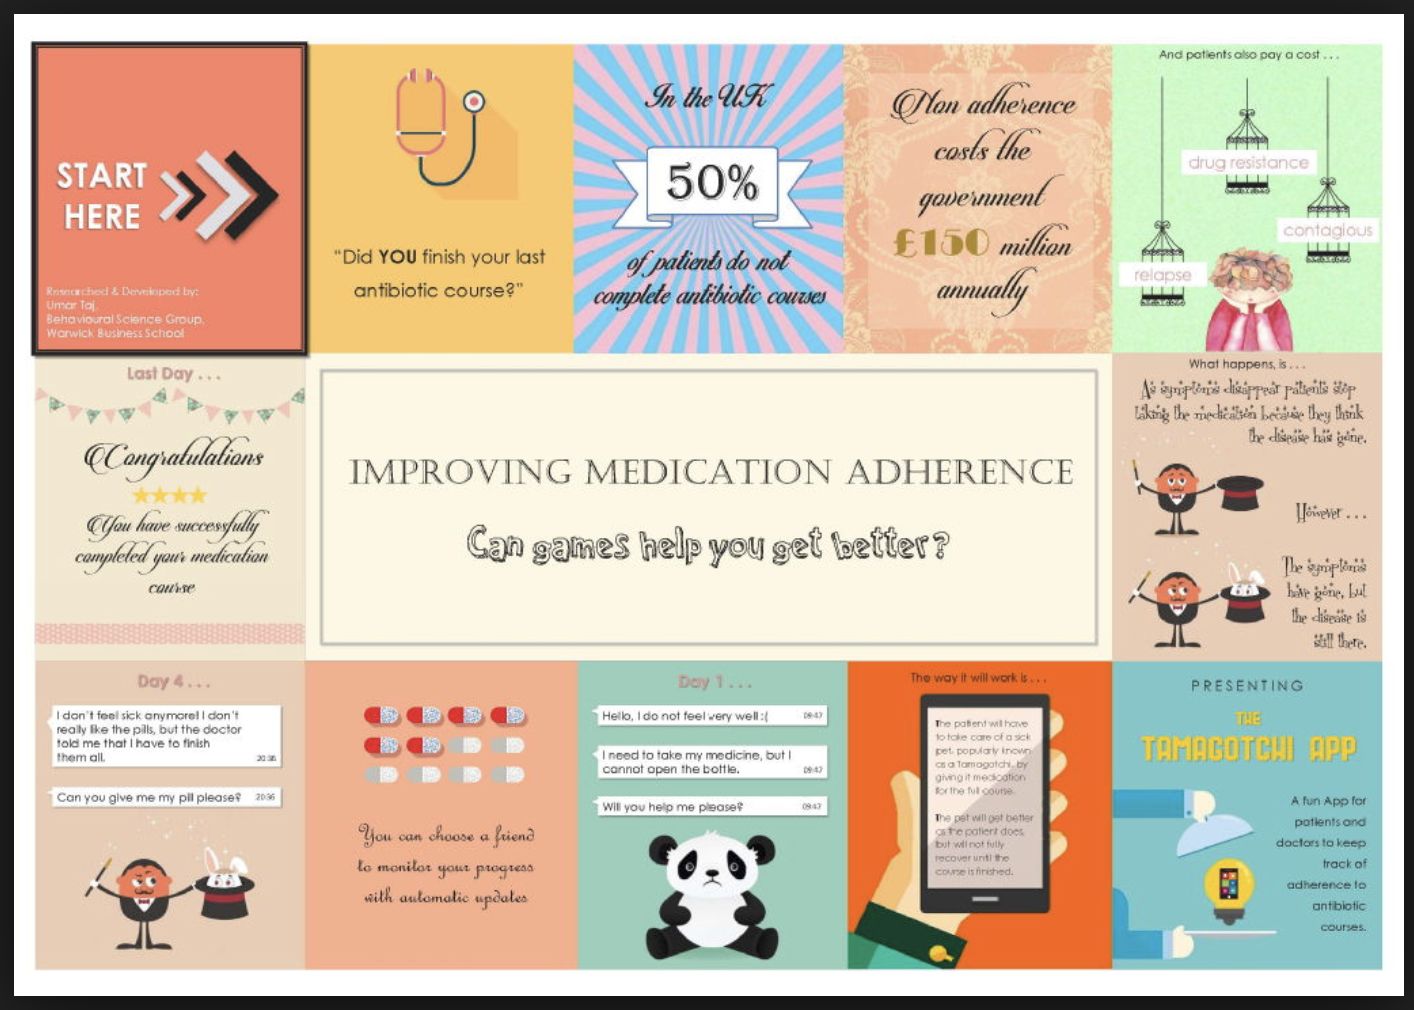 START
HERE
Researched & Developed by:
Umar Taj,
Behavioural Science Group,
Warwick Business School
"Did YOU finish your last
antibiotic course?"
In the UK
50%
of patients do not
complete antibiotic courses
Non adherence
costs the
government
£150 million
annually
And patients also pay a cost . . .
drug resistance
contagious
relapse
What happens, is . . .
As symptoms disappear patients stop
taking the medication because they think
the disease has gone.
However . . .
The symptoms
have gone, but
the disease is
still there.
PRESENTING
THE
TAMAGOTCHI APP
A fun App for
patients and
doctors to keep
track of
adherence to
antibiotic
courses.
The way it will work is . . .
The patient will have
to take care of a sick
pet, popularly known
as a Tamagotchi, by
giving it medication
for the full course.
The pet will get better
as the patient does,
but will not fully
recover until the
course is finished.
Day 1 . . .
Hello, I do not feel very well :( 09:47
I need to take my medicine, but I
cannot open the bottle. 09:47
Will you help me please? 09:47
You can choose a friend
to monitor your progress
with automatic updates
Day 4 . . .
I don't feel sick anymore! I don't
really like the pills, but the doctor
told me that I have to finish
them all. 20:36
Can you give me my pill please? 20:36
Last Day . . .
Congratulations
You have successfully
completed your medication
course
IMPROVING MEDICATION ADHERENCE
Can games help you get better?